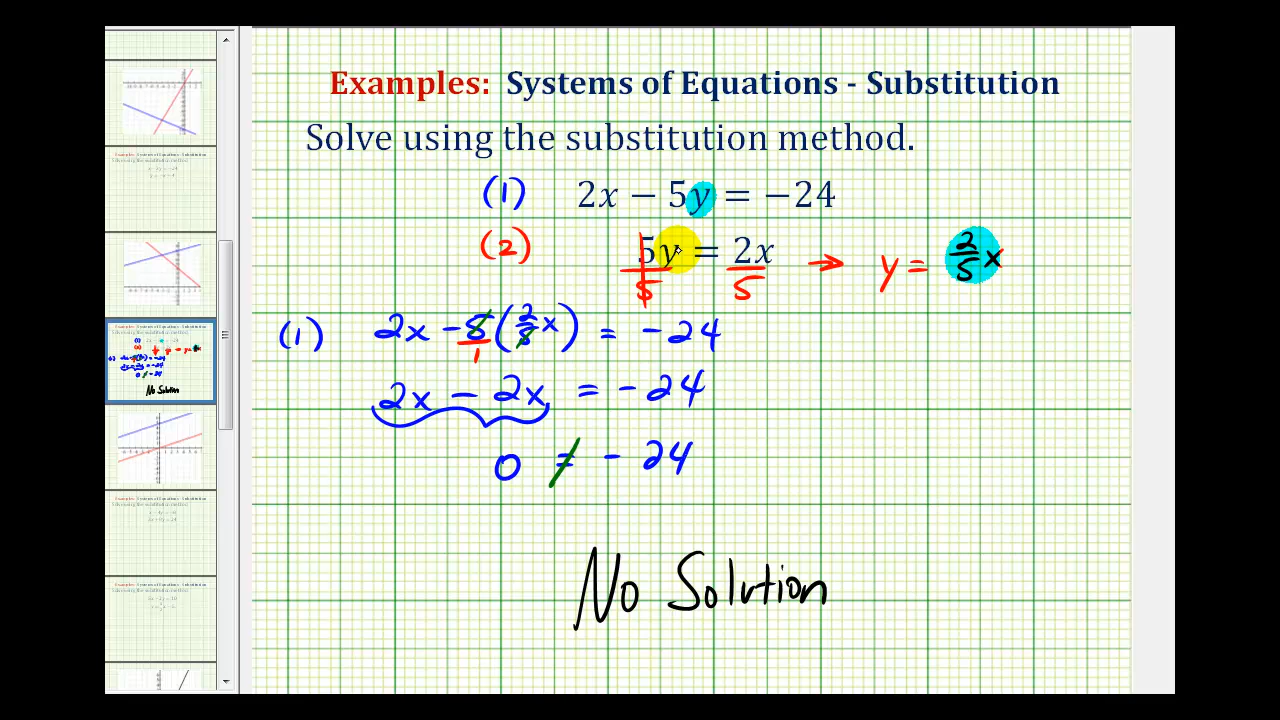 Examples: Systems of Equations - Substitution
Solve using the substitution method.
(1) 2x − 5y = −24
(2) 5y = 2x → y = 2/5 x
5 5
(1) 2x − 5/1 (2/5 x) = −24
2x − 2x = −24
0 ≠ −24
No Solution